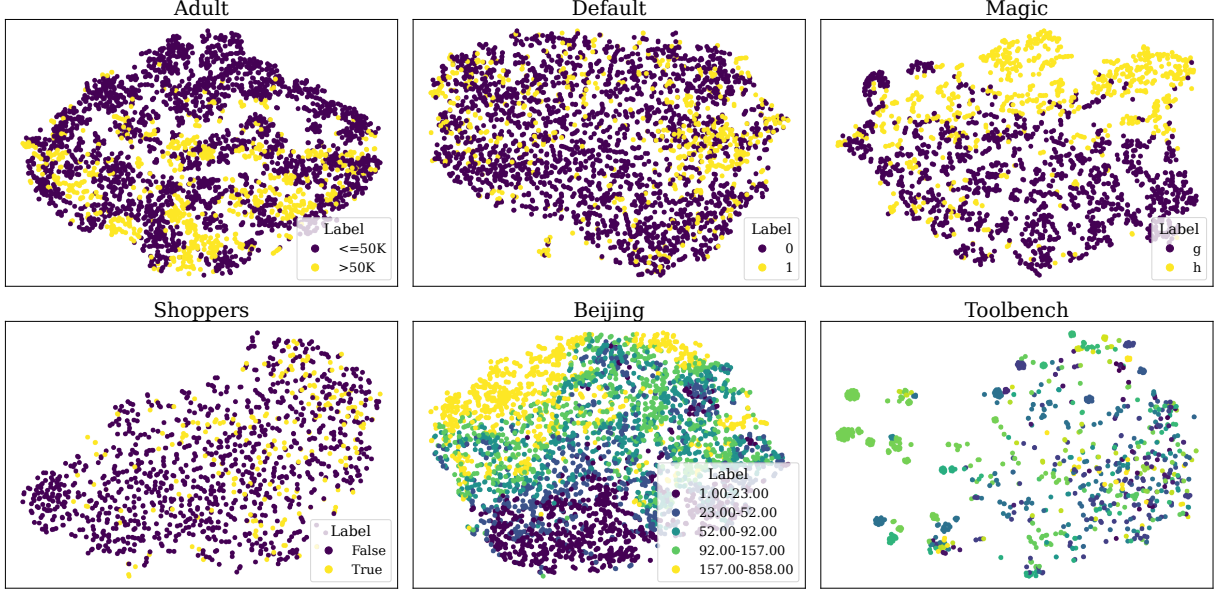 Adult
Default
Magic
Label
<=50K
>50K
Label
0
1
Label
g
h
Shoppers
Beijing
Toolbench
Label
False
True
Label
1.00-23.00
23.00-52.00
52.00-92.00
92.00-157.00
157.00-858.00